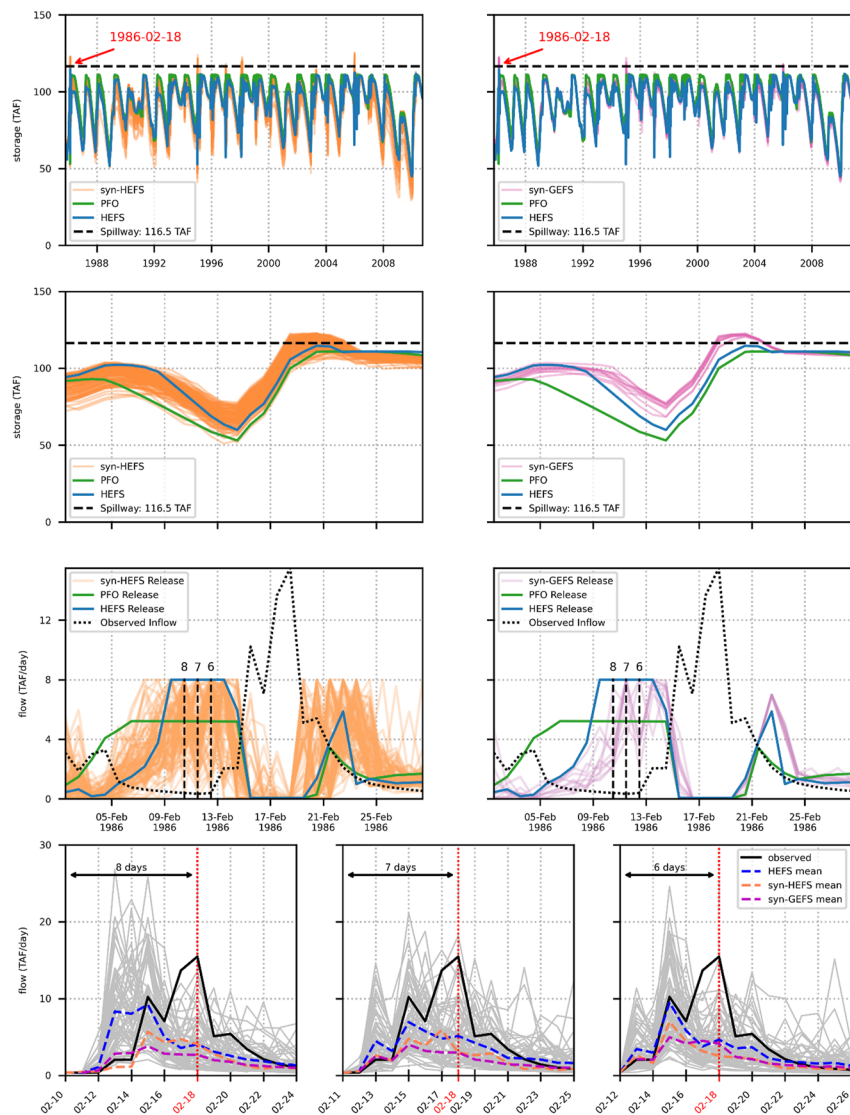 150
100
50
0
storage (TAF)
1986-02-18
syn-HEFS
PFO
HEFS
Spillway: 116.5 TAF
1988
1992
1996
2000
2004
2008
1986-02-18
syn-GEFS
PFO
HEFS
Spillway: 116.5 TAF
1988
1992
1996
2000
2004
2008
150
100
50
0
storage (TAF)
syn-HEFS
PFO
HEFS
Spillway: 116.5 TAF
syn-GEFS
PFO
HEFS
Spillway: 116.5 TAF
12
8
4
0
flow (TAF/day)
syn-HEFS Release
PFO Release
HEFS Release
Observed Inflow
8 7 6
05-Feb
1986
09-Feb
1986
13-Feb
1986
17-Feb
1986
21-Feb
1986
25-Feb
1986
syn-GEFS Release
PFO Release
HEFS Release
Observed Inflow
8 7 6
05-Feb
1986
09-Feb
1986
13-Feb
1986
17-Feb
1986
21-Feb
1986
25-Feb
1986
30
20
10
0
flow (TAF/day)
8 days
02-10
02-12
02-14
02-16
02-18
02-20
02-22
02-24
7 days
02-11
02-13
02-15
02-17
02-18
02-19
02-21
02-23
02-25
6 days
observed
HEFS mean
syn-HEFS mean
syn-GEFS mean
02-12
02-14
02-16
02-18
02-20
02-22
02-24
02-26